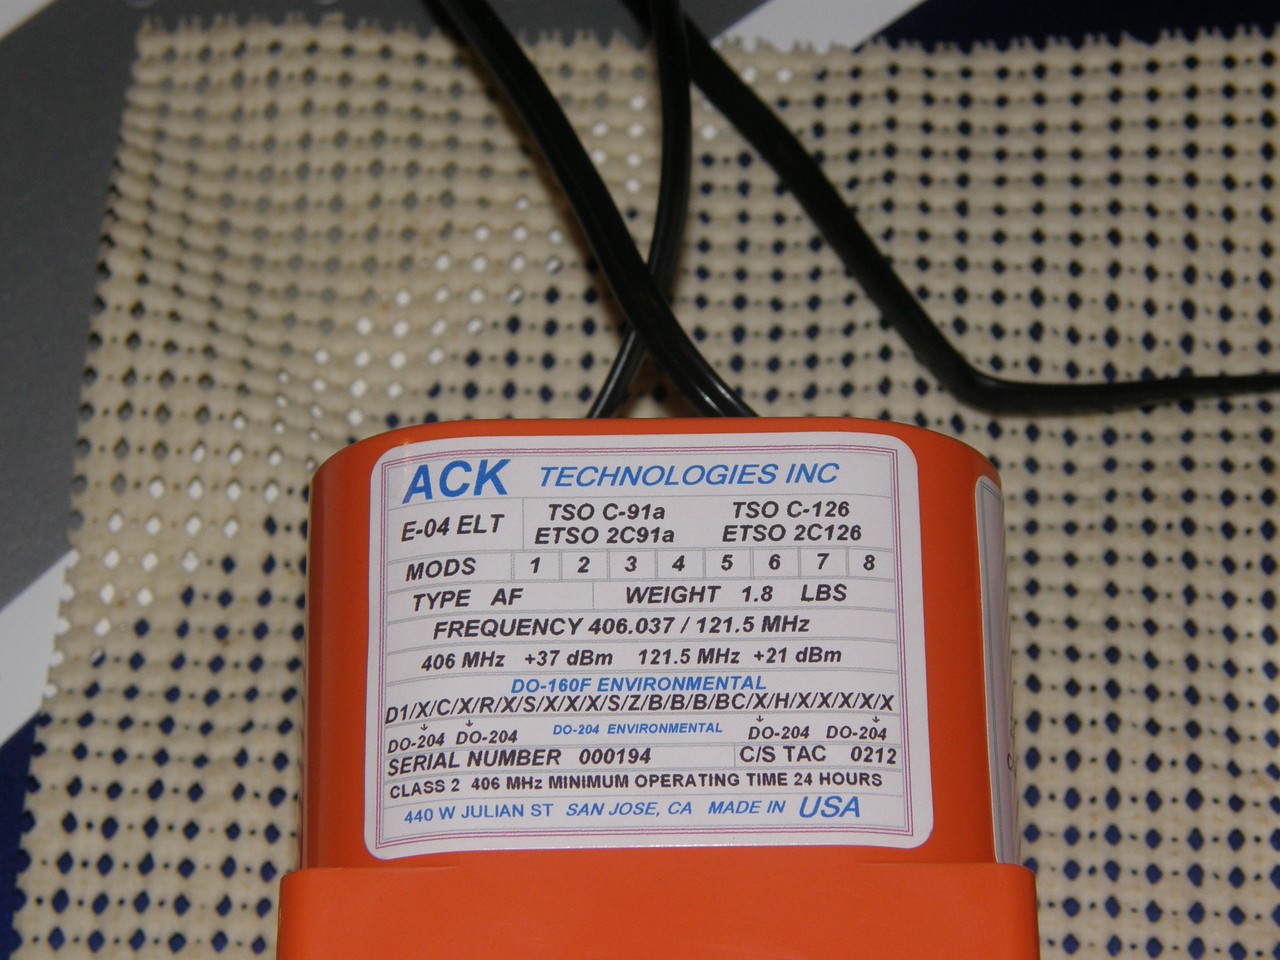 ACK TECHNOLOGIES INC
E-04 ELT TSO C-91a TSO C-126
ETSO 2C91a ETSO 2C126
MODS 1 2 3 4 5 6 7 8
TYPE AF WEIGHT 1.8 LBS
FREQUENCY 406.037 / 121.5 MHz
406 MHz +37 dBm 121.5 MHz +21 dBm
DO-160F ENVIRONMENTAL
D1/X/C/X/R/X/S/X/X/X/S/Z/B/B/B/BC/X/H/X/X/X/X/X
DO-204 DO-204 DO-204 ENVIRONMENTAL DO-204 DO-204
SERIAL NUMBER 000194 C/S TAC 0212
CLASS 2 406 MHz MINIMUM OPERATING TIME 24 HOURS
440 W JULIAN ST SAN JOSE, CA MADE IN USA